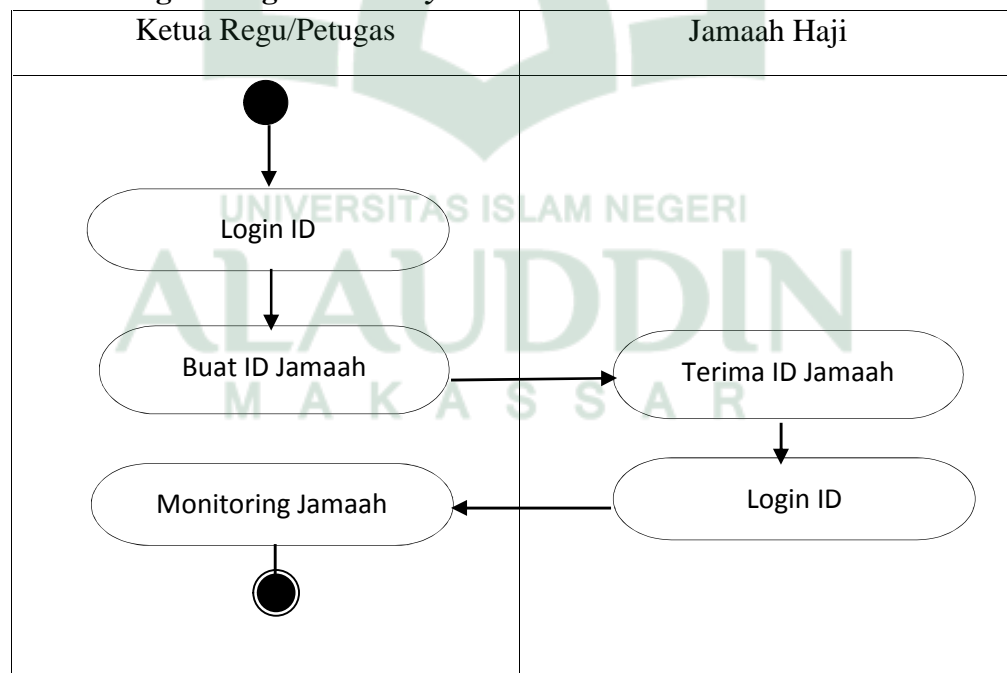 Ketua Regu/Petugas
Jamaah Haji
UNIVERSITAS ISLAM NEGERI
ALAUDDIN
MAKASSAR
Login ID
Buat ID Jamaah
Terima ID Jamaah
Login ID
Monitoring Jamaah